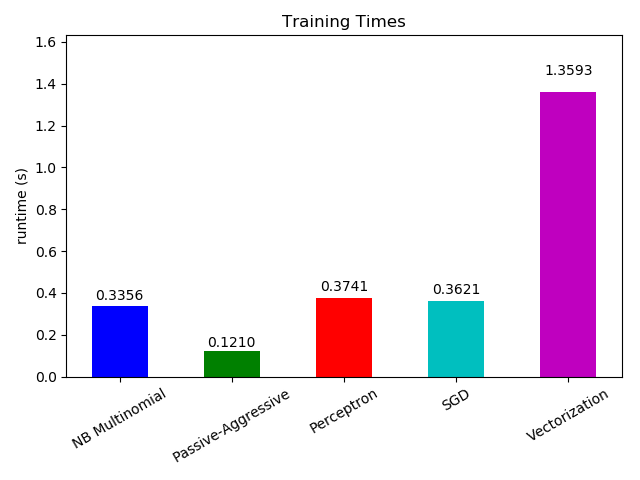 Training Times
runtime (s)
1.6
1.4
1.2
1.0
0.8
0.6
0.4
0.2
0.0
0.3356
0.1210
0.3741
0.3621
1.3593
NB Multinomial
Passive-Aggressive
Perceptron
SGD
Vectorization